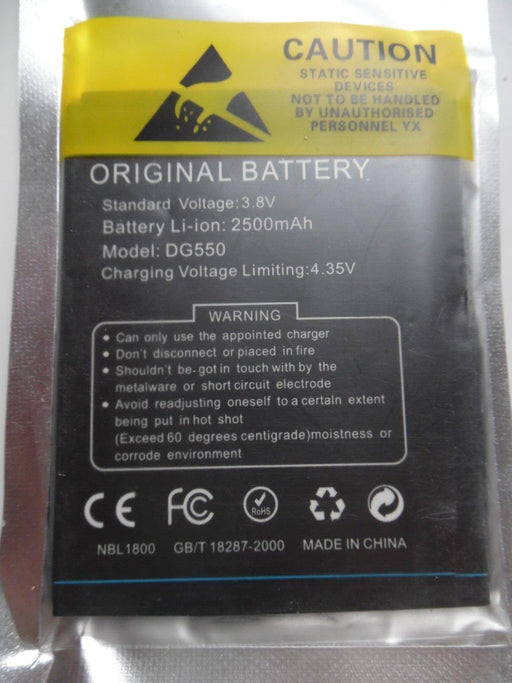 CAUTION
STATIC SENSITIVE
DEVICES
NOT TO BE HANDLED
BY UNAUTHORISED
PERSONNEL YX
ORIGINAL BATTERY
Standard Voltage:3.8V
Battery Li-ion: 2500mAh
Model: DG550
Charging Voltage Limiting:4.35V
WARNING
• Can only use the appointed charger
• Don't disconnect or piaced in fire
• Shouldn't be-got in touch with by the
metalware or short circuit electrode
• Avoid readjusting oneself to a certain extent
being put in hot shot
(Exceed 60 degrees centigrade)moistness or
corrode environment
CE FC RoHS
NBL1800 GB/T 18287-2000 MADE IN CHINA